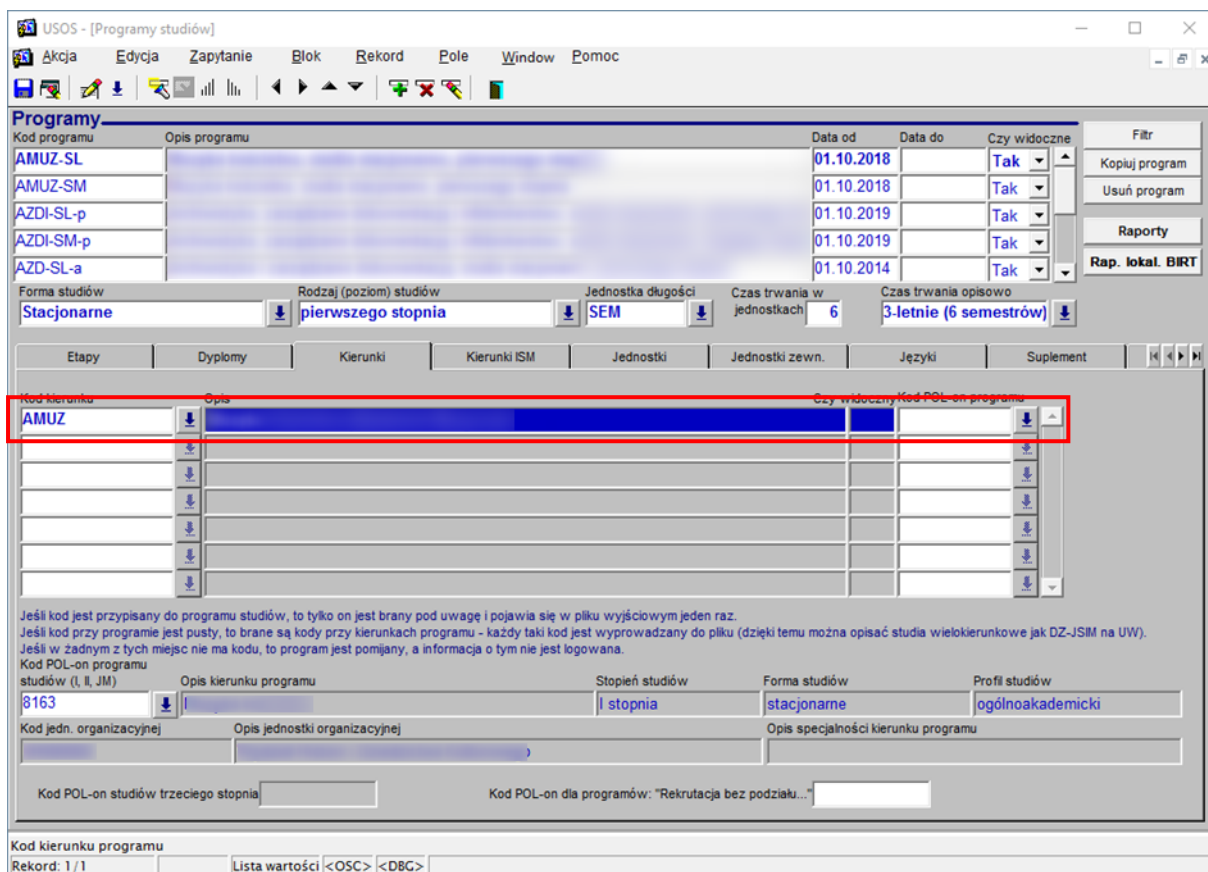 USOS - [Programy studiów]
Akcja Edycja Zapytanie Blok Rekord Pole Window Pomoc
Programy
Kod programu Opis programu Data od Data do Czy widoczne
Filtr
AMUZ-SL 01.10.2018 Tak
Kopiuj program
AMUZ-SM 01.10.2018 Tak
Usuń program
AZDI-SL-p 01.10.2019 Tak
AZDI-SM-p 01.10.2019 Tak
Raporty
AZD-SL-a 01.10.2014 Tak
Rap. lokal. BIRT
Forma studiów Rodzaj (poziom) studiów Jednostka długości Czas trwania w jednostkach Czas trwania opisowo
Stacjonarne pierwszego stopnia SEM 6 3-letnie (6 semestrów)
Etapy Dyplomy Kierunki Kierunki ISM Jednostki Jednostki zewn. Języki Suplement
Kod kierunku Opis Czy widoczny Kod POL-on programu
AMUZ
Jeśli kod jest przypisany do programu studiów, to tylko on jest brany pod uwagę i pojawia się w pliku wyjściowym jeden raz.
Jeśli kod przy programie jest pusty, to brane są kody przy kierunkach programu - każdy taki kod jest wyprowadzany do pliku (dzięki temu można opisać studia wielokierunkowe jak DZ-JSIM na UW).
Jeśli w żadnym z tych miejsc nie ma kodu, to program jest pomijany, a informacja o tym nie jest logowana.
Kod POL-on programu
studiów (I, II, JM) Opis kierunku programu Stopień studiów Forma studiów Profil studiów
8163 I stopnia stacjonarne ogólnoakademicki
Kod jedn. organizacyjnej Opis jednostki organizacyjnej Opis specjalności kierunku programu
Kod POL-on studiów trzeciego stopnia Kod POL-on dla programów: "Rekrutacja bez podziału..."
Kod kierunku programu
Rekord: 1/1 Lista wartości <OSC> <DBG>